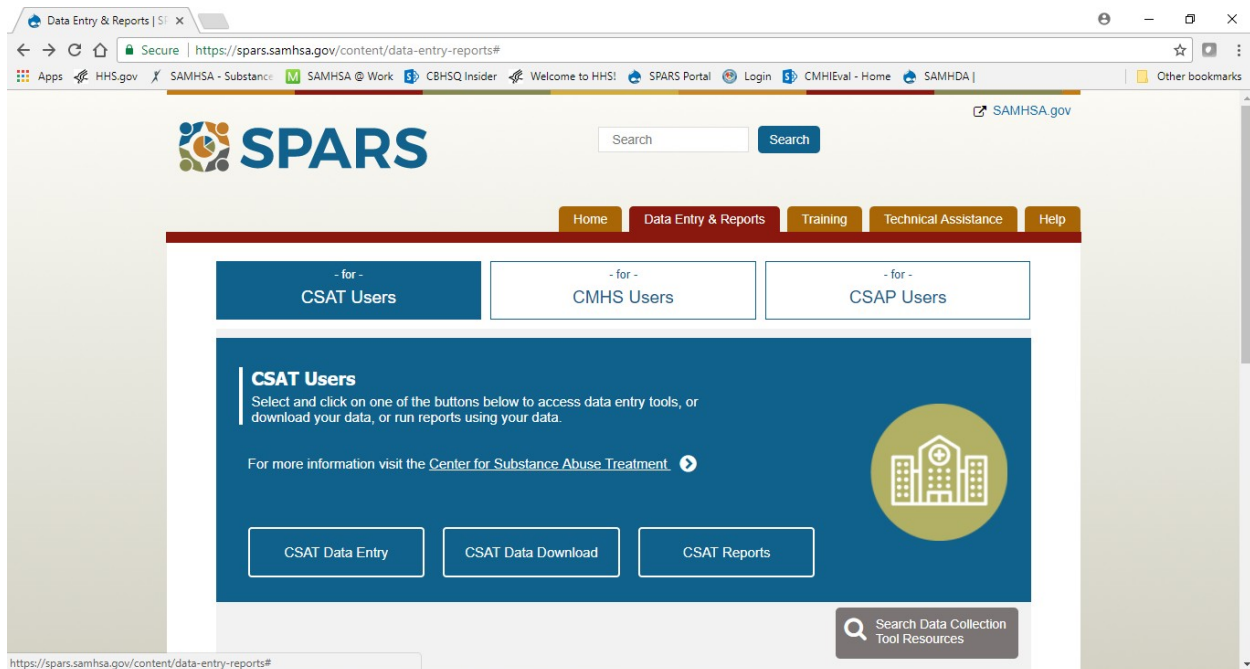 Data Entry & Reports | SP
Secure | https://spars.samhsa.gov/content/data-entry-reports#
Apps HHS.gov SAMHSA - Substance SAMHSA @ Work CBHSQ Insider Welcome to HHS! SPARS Portal Login CMHIEval - Home SAMHDA | Other bookmarks
SAMHSA.gov
SPARS
Search Search
Home Data Entry & Reports Training Technical Assistance Help
- for - - for - - for -
CSAT Users CMHS Users CSAP Users
CSAT Users
Select and click on one of the buttons below to access data entry tools, or
download your data, or run reports using your data.
For more information visit the Center for Substance Abuse Treatment
CSAT Data Entry CSAT Data Download CSAT Reports
Search Data Collection
Tool Resources
https://spars.samhsa.gov/content/data-entry-reports#